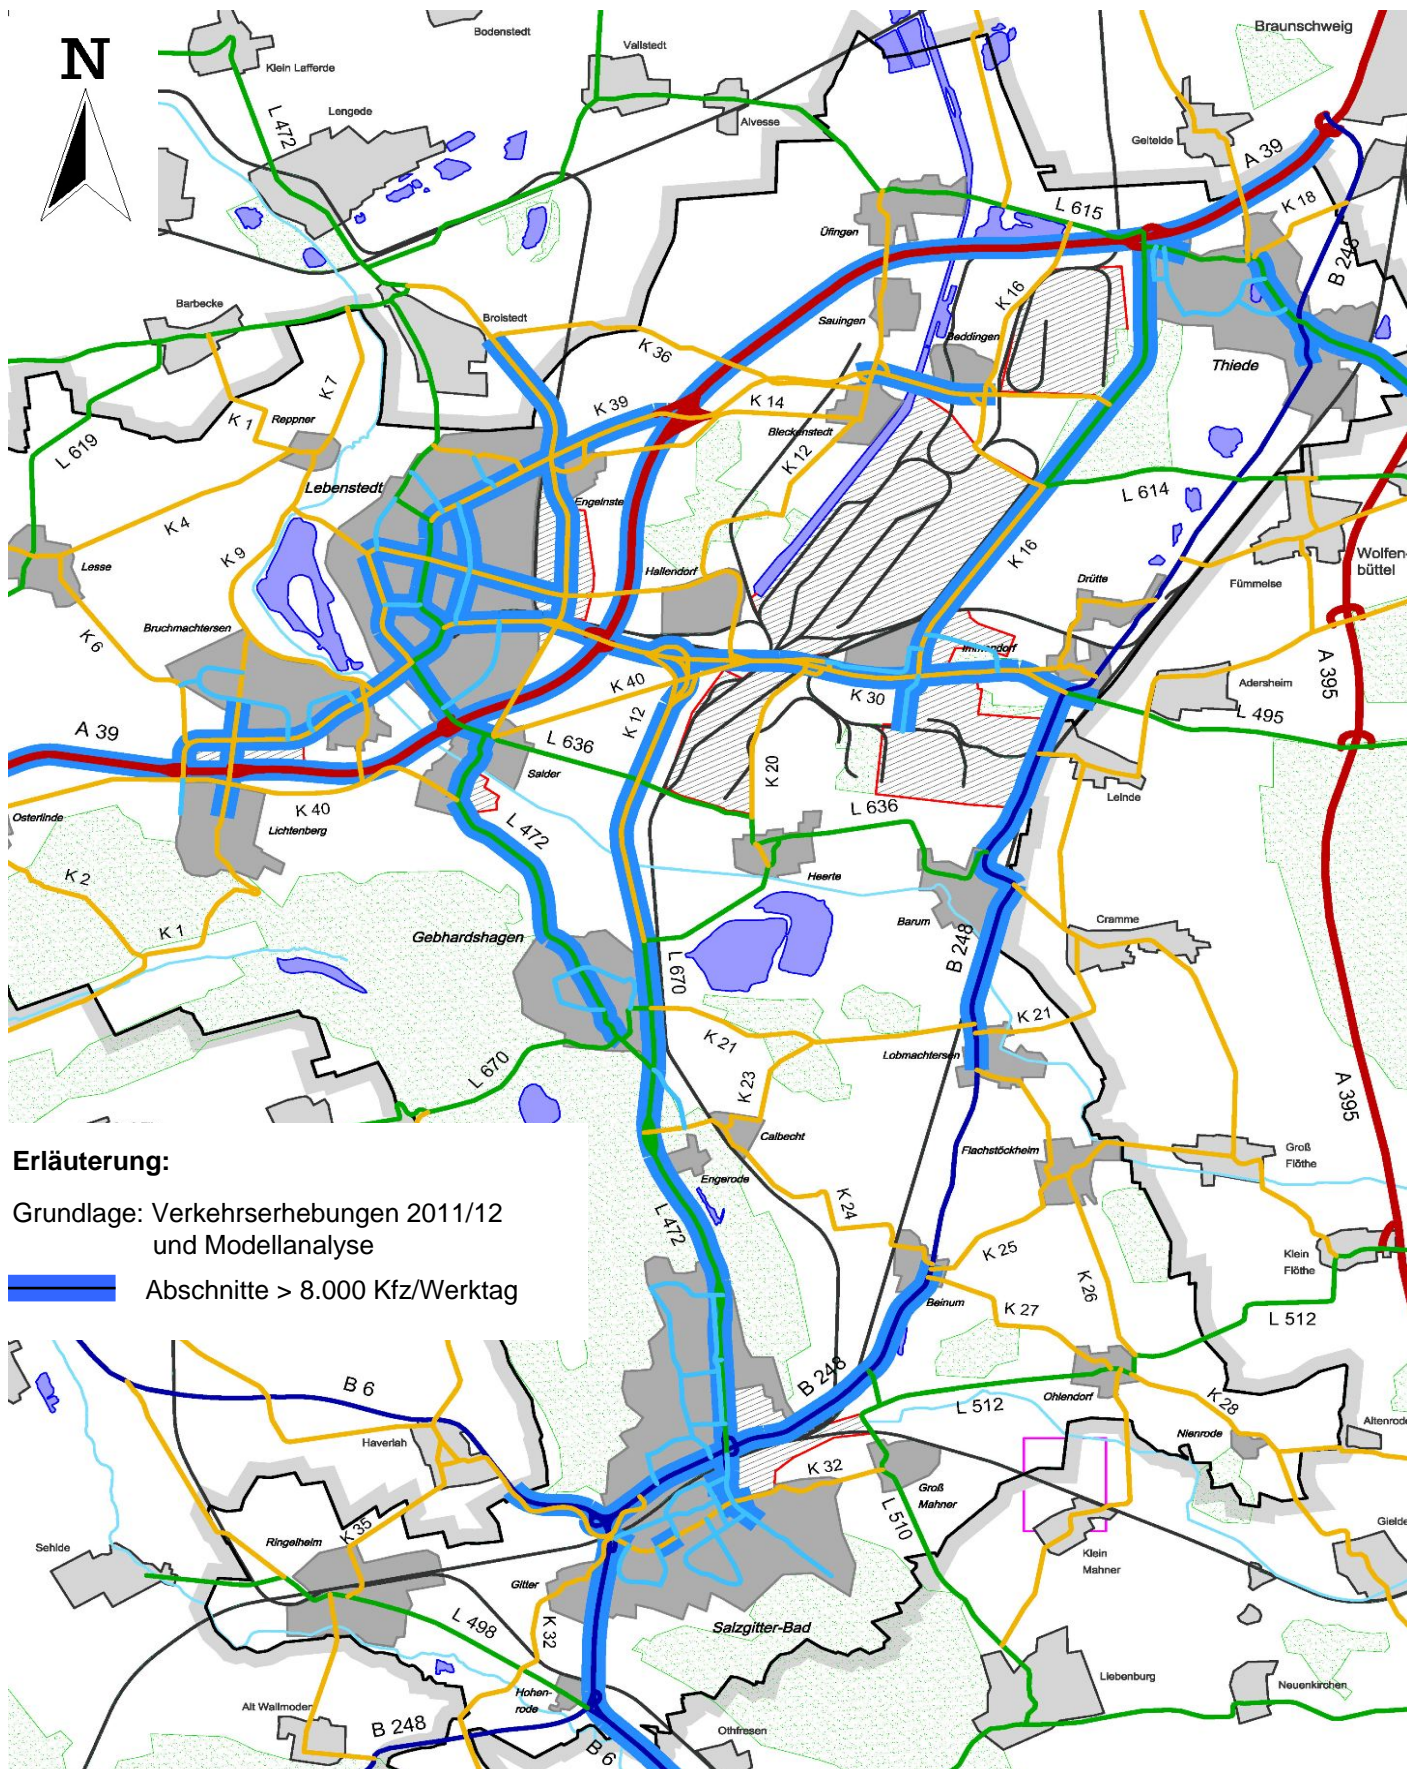 N
Bodenstedt
Braunschweig
Vallstedt
Klein Lafferde
Lengede
Alvesse
L 472
Geitelde
A 39
K 18
L 615
Üfingen
B 248
K 16
Barbecke
Broistedt
Sauingen
Beddingen
K 36
Thiede
K 7
K 39
K 14
K 1
Reppner
Bleckenstedt
L 619
K 12
Lebenstedt
L 614
Engelnste
K 4
K 16
Wolfen-
büttel
K 9
Lesse
Hallendorf
Drütte
Fümmelse
K 6
Bruchmachtersen
Immendorf
A 395
K 40
K 30
Adersheim
K 12
L 495
A 39
L 636
K 20
Salder
Leinde
K 40
L 636
Osterlinde
Lichtenberg
L 472
K 2
Heerte
Barum
Cramme
K 1
Gebhardshagen
B 248
L 670
K 21
K 21
Lobmachtersen
L 670
K 23
A 395
Calbecht
Flachstöckheim
Groß
Flöthe
Erläuterung:
Engerode
Grundlage: Verkehrserhebungen 2011/12
und Modellanalyse
K 24
L 472
K 25
Klein
Flöthe
Abschnitte > 8.000 Kfz/Werktag
K 26
Beinum
K 27
L 512
B 248
B 6
Ohlendorf
L 512
K 28
Altenrode
Haverlah
Nienrode
K 32
Groß
Mahner
L 510
K 35
Gielde
Sehlde
Ringelheim
Klein
Mahner
Gitter
L 498
K 32
Salzgitter-Bad
Liebenburg
Neuenkirchen
Hohen-
rode
Alt Wallmoden
B 248
Othfresen
B 6